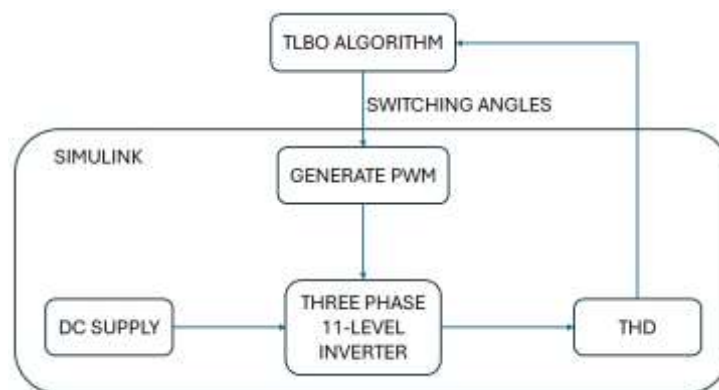 TLBO ALGORITHM
SWITCHING ANGLES
SIMULINK
GENERATE PWM
DC SUPPLY
THREE PHASE
11-LEVEL
INVERTER
THD